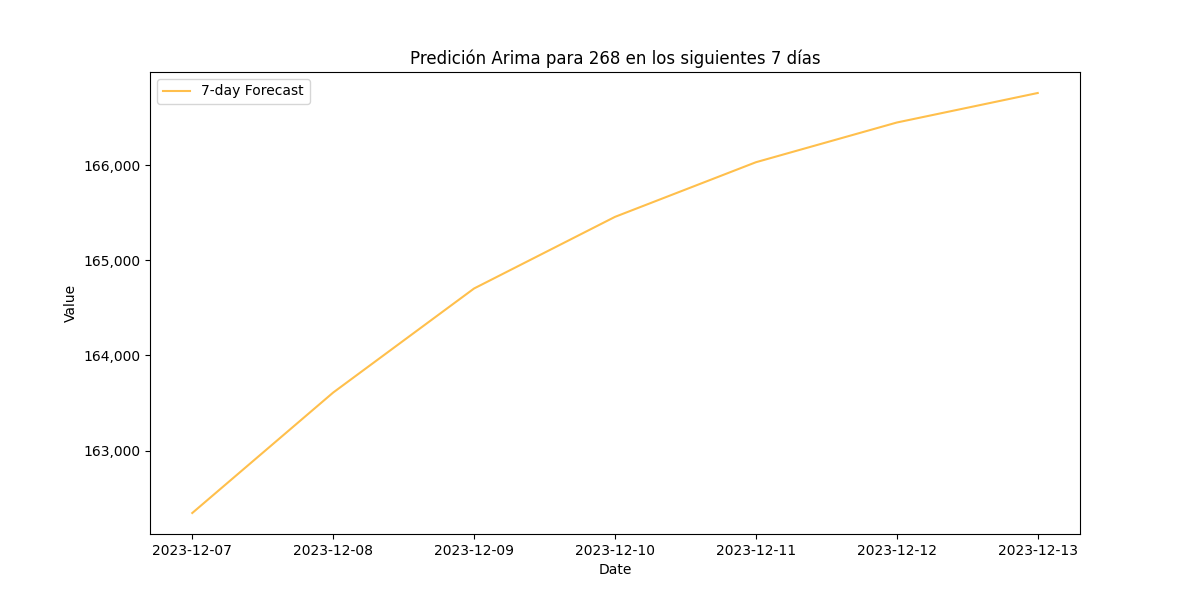 Predición Arima para 268 en los siguientes 7 días
7-day Forecast
166,000
165,000
164,000
163,000
Value
2023-12-07 2023-12-08 2023-12-09 2023-12-10 2023-12-11 2023-12-12 2023-12-13
Date